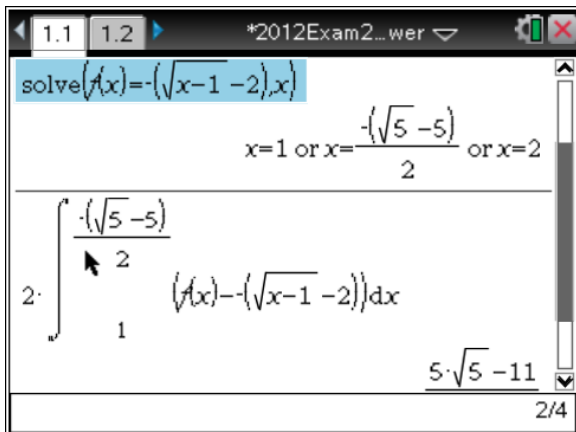 1.1 1.2 *2012Exam2...wer
solve(f(x)=-(√(x-1) -2),x)
x=1 or x=-(√5 -5)/2 or x=2
2·∫ from 1 to -(√5 -5)/2 (f(x)--(√(x-1) -2))dx
5·√5 -11
2/4